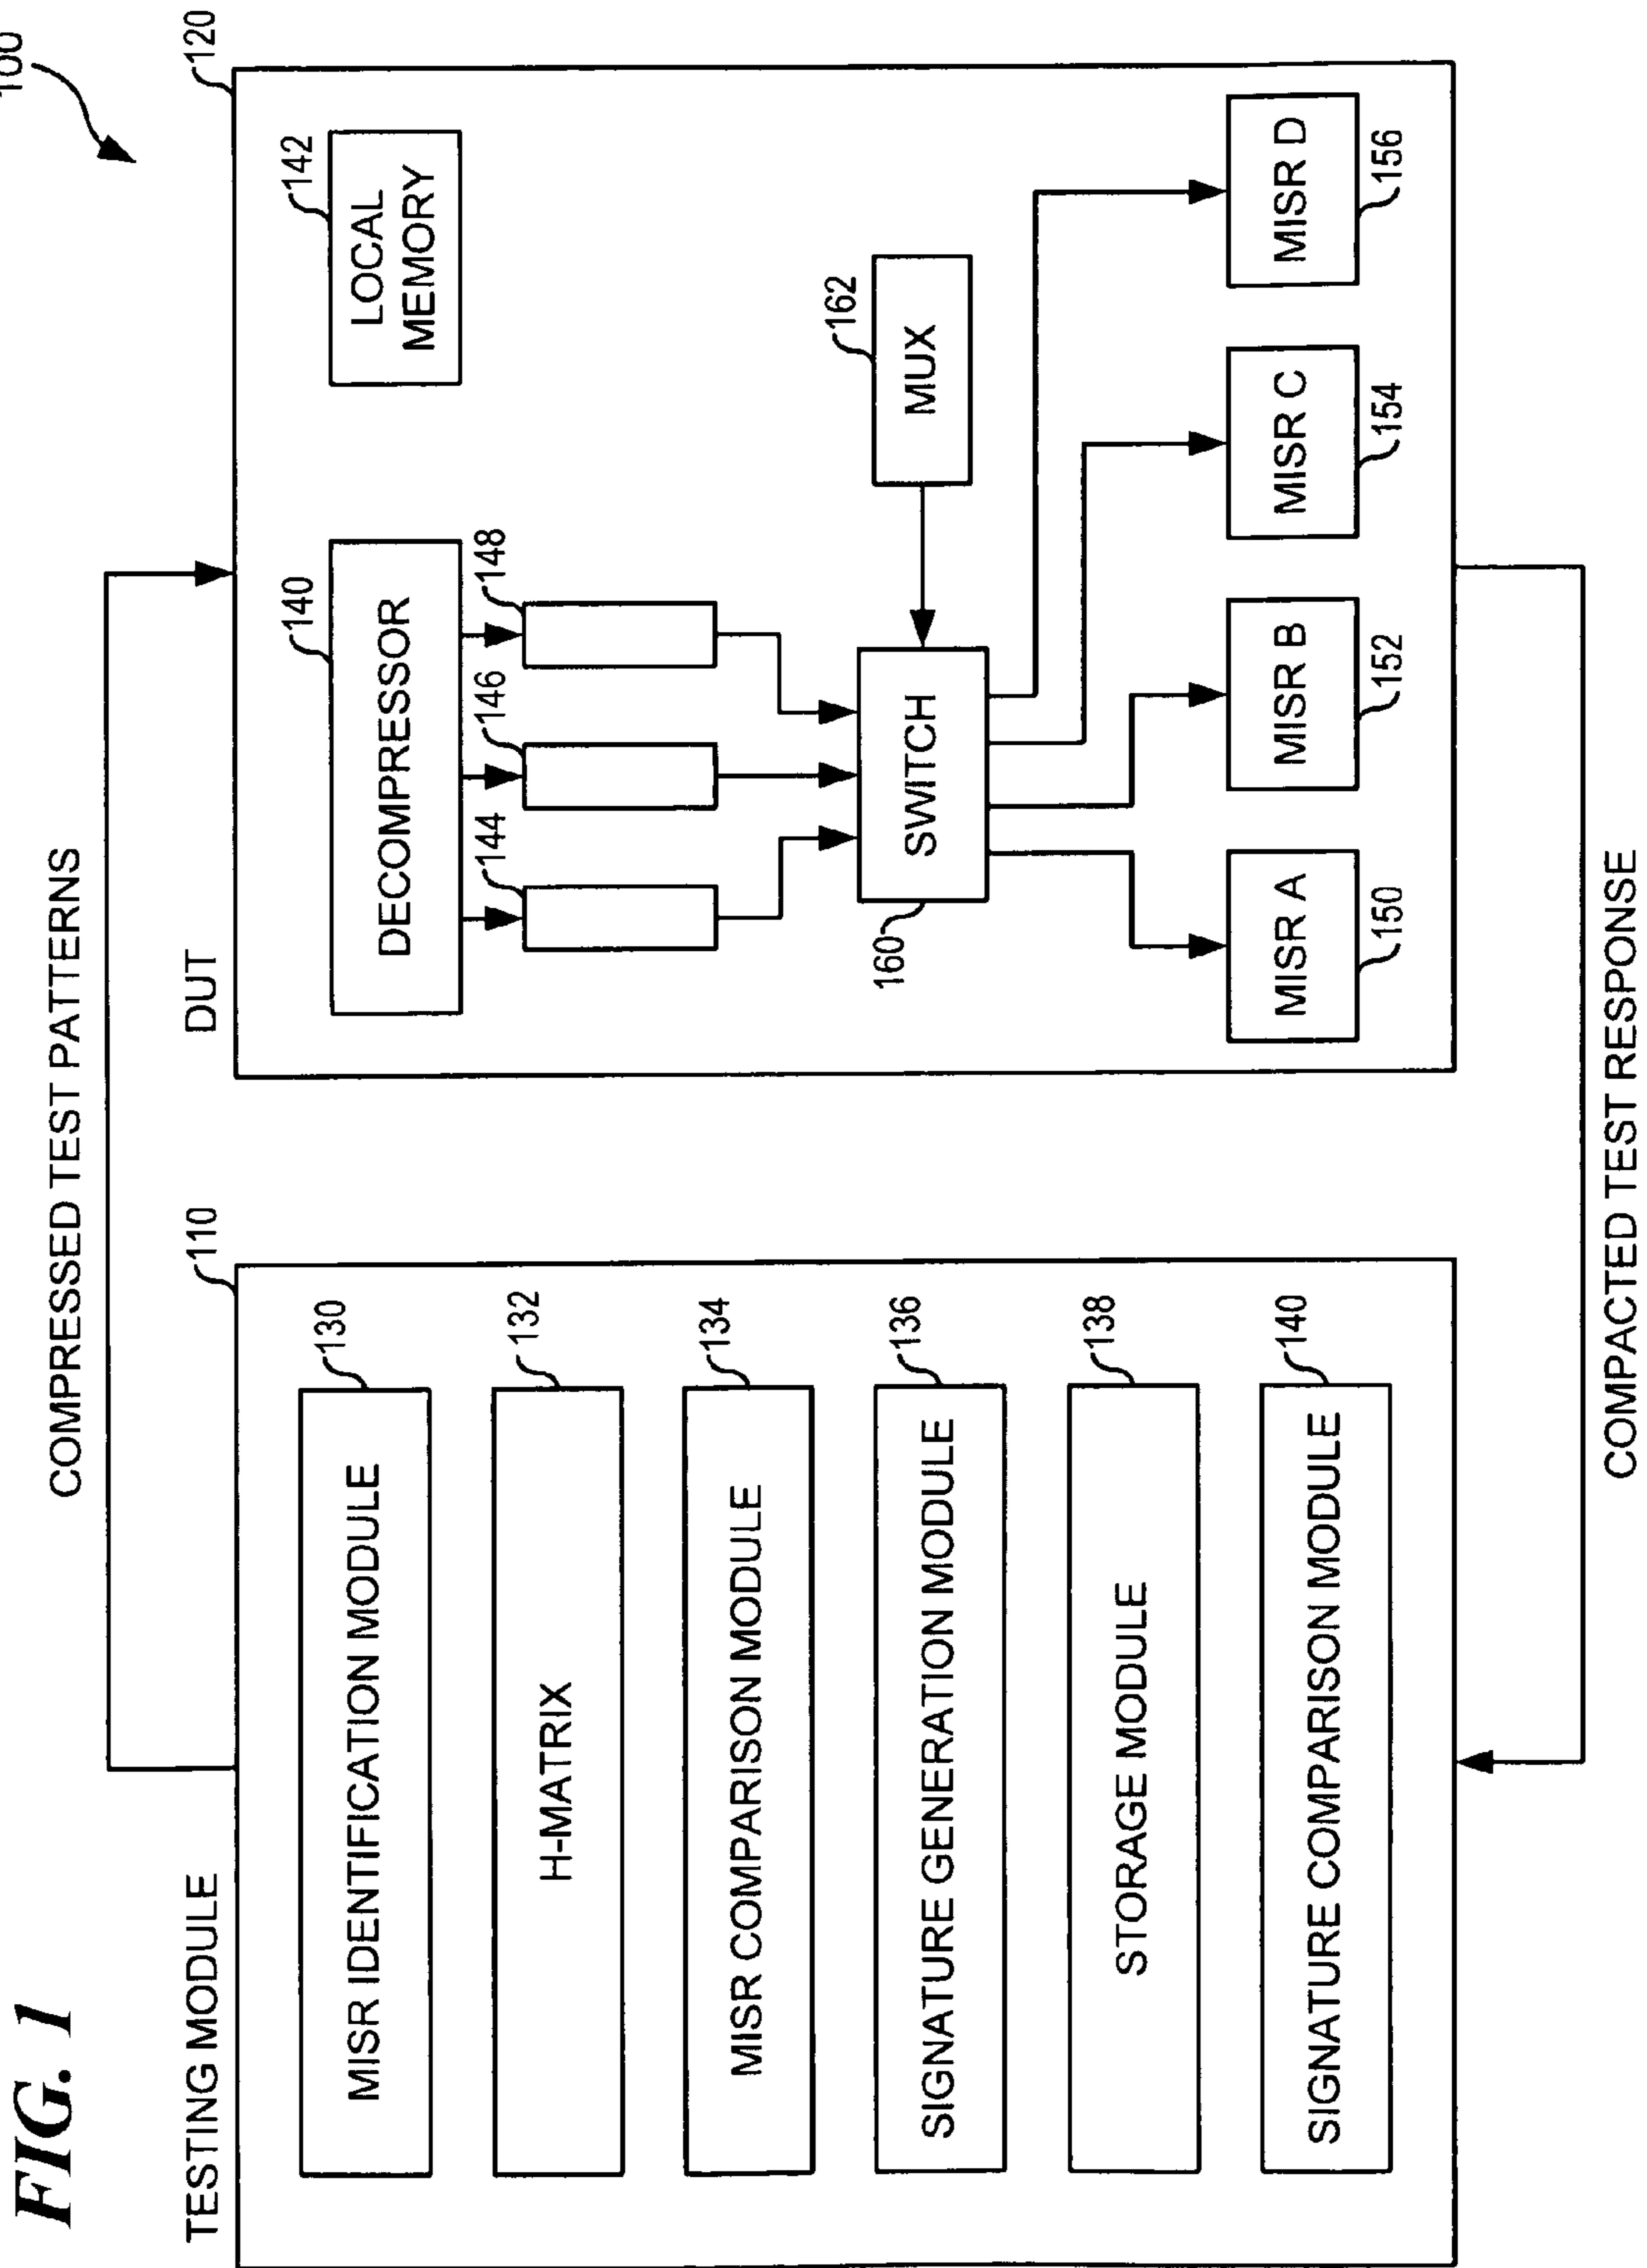 FIG. 1
100
COMPRESSED TEST PATTERNS
TESTING MODULE
110
MISR IDENTIFICATION MODULE
130
H-MATRIX
132
MISR COMPARISON MODULE
134
SIGNATURE GENERATION MODULE
136
STORAGE MODULE
138
SIGNATURE COMPARISON MODULE
140
DUT
120
DECOMPRESSOR
140
LOCAL
MEMORY
142
144
146
148
SWITCH
160
MUX
162
MISR A
150
MISR B
152
MISR C
154
MISR D
156
COMPACTED TEST RESPONSE